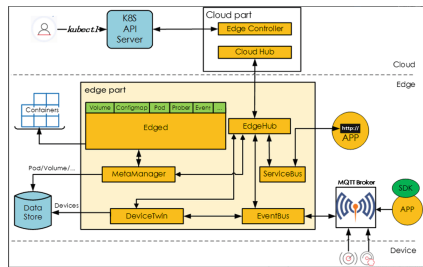 Cloud part
K8S
API
Server
kubectl
Edge Controller
Cloud Hub
Cloud
Edge
edge part
Volume Configmap Pod Prober Event ...
Containers
Edged
EdgeHub
http://
APP
Pod/Volume/...
MetaManager
ServiceBus
MQTT Broker
SDK
APP
Data
Store
Devices
DeviceTwin
EventBus
Device